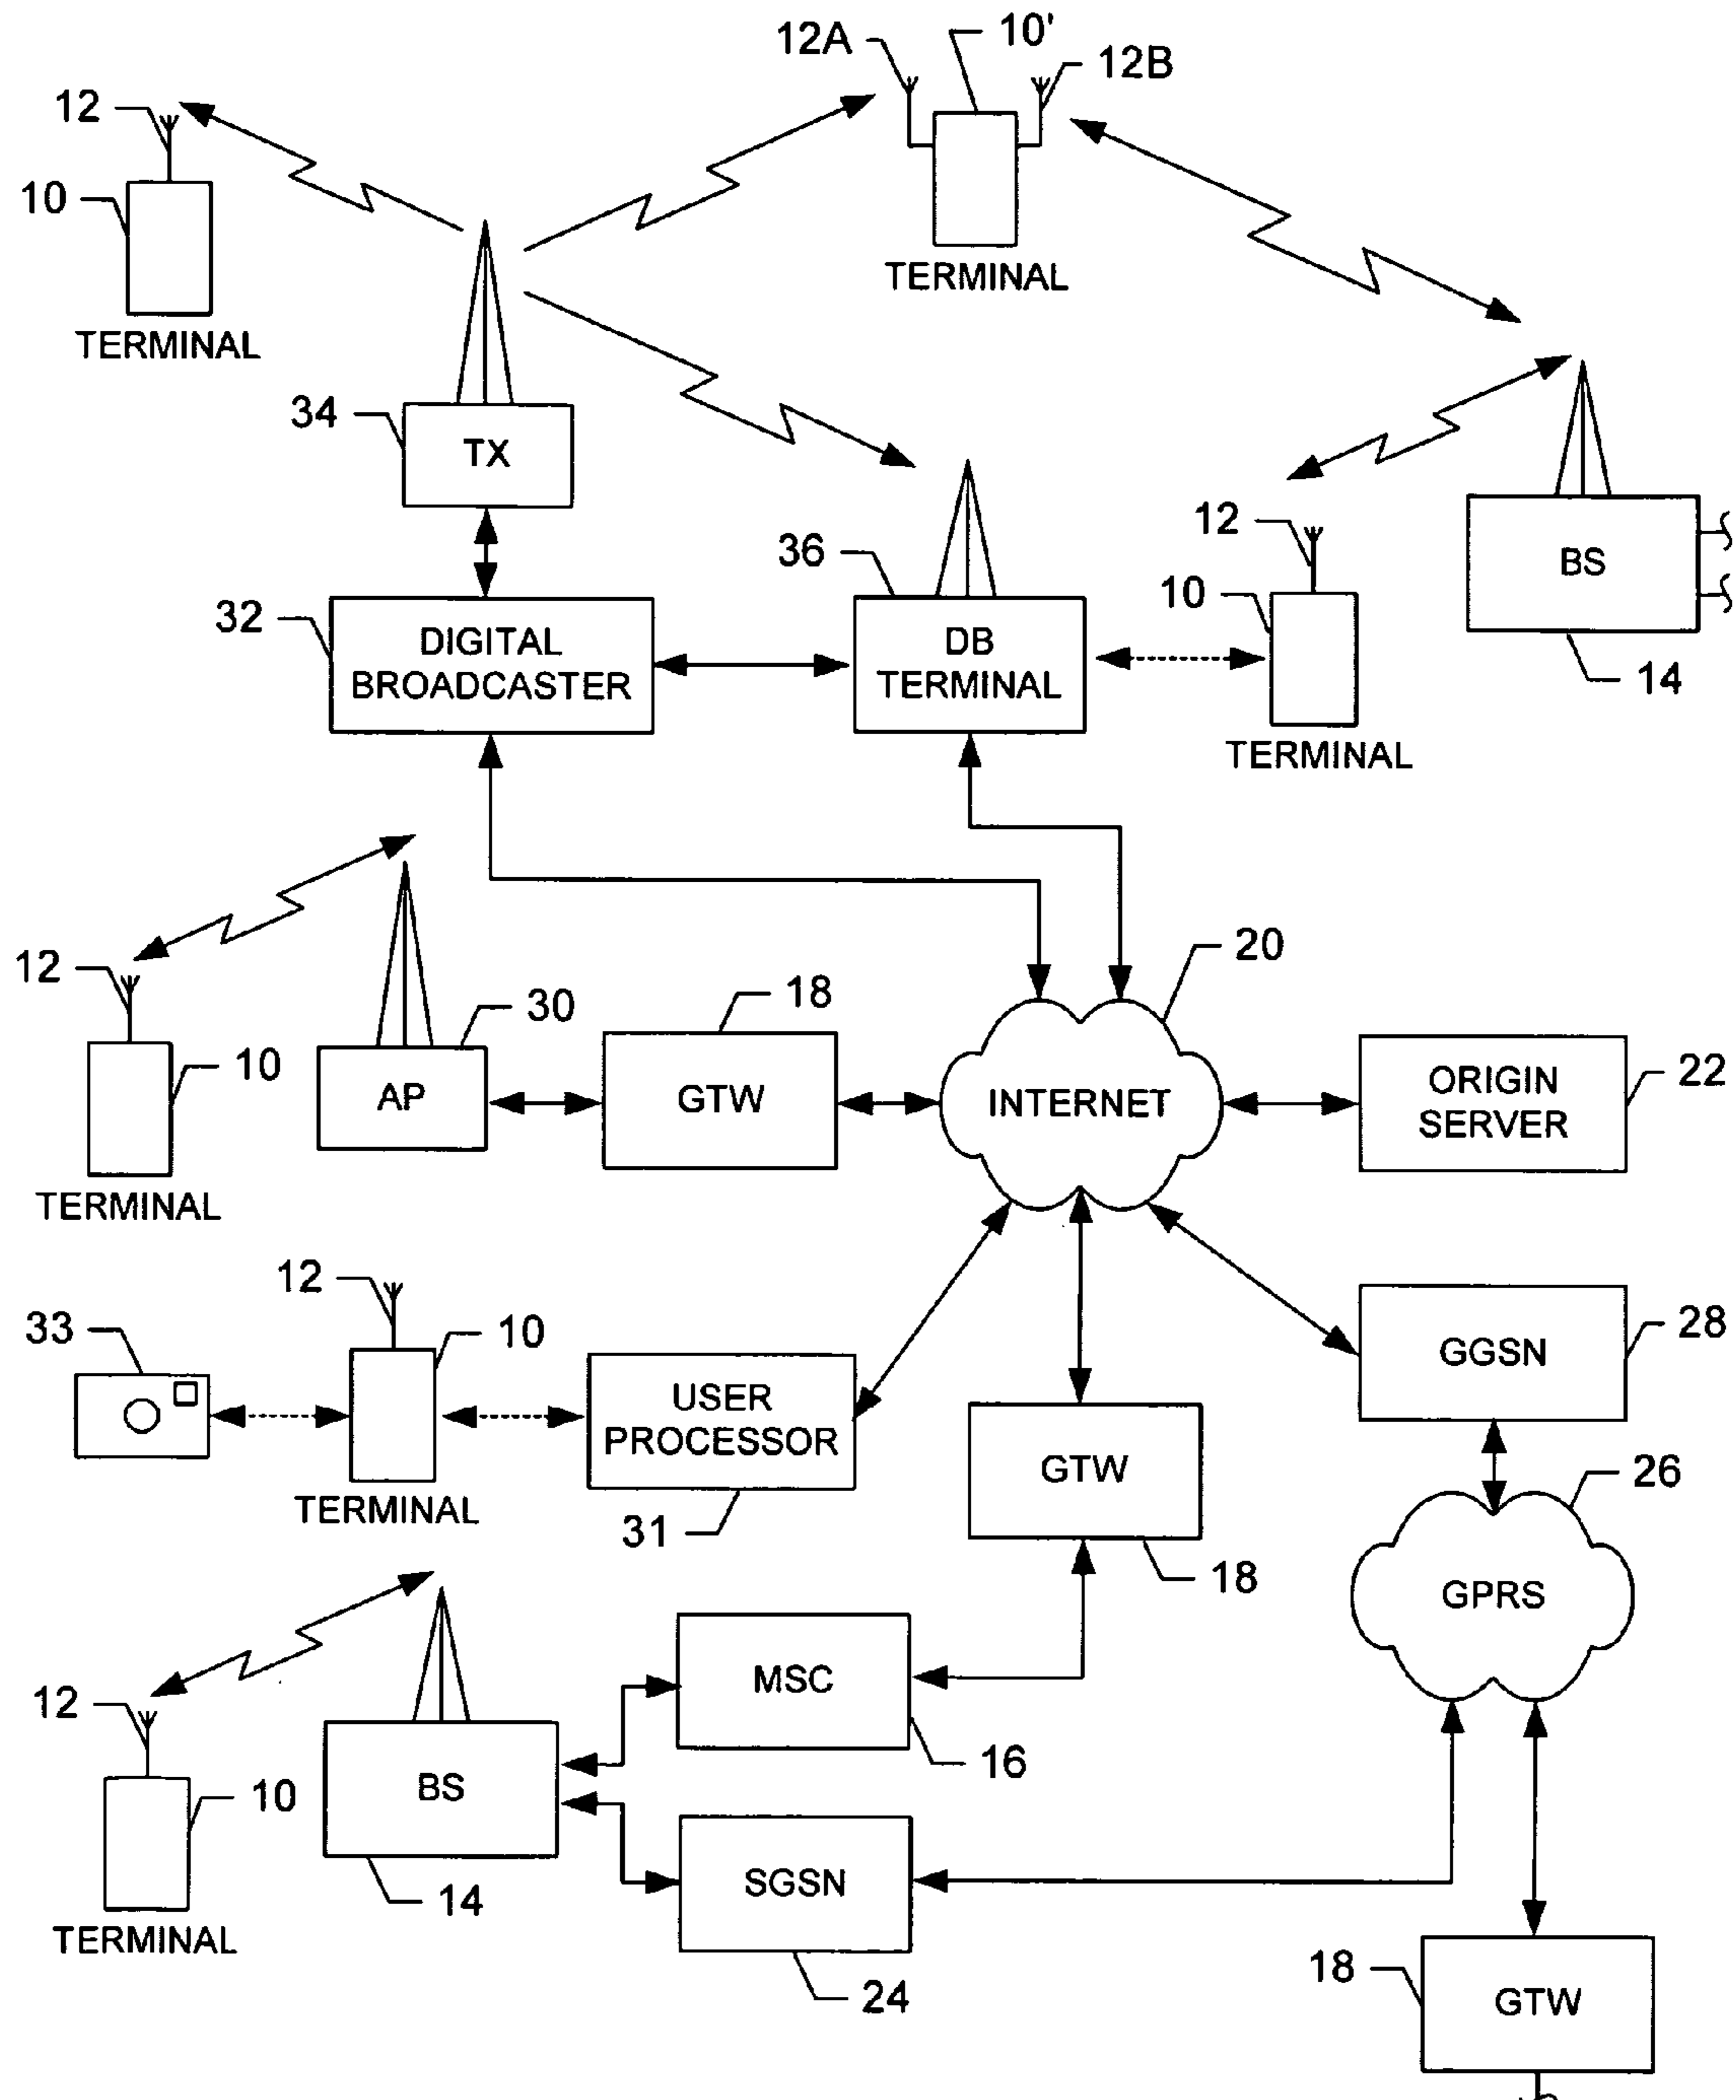 12A
10'
12B
12
10
TERMINAL
TERMINAL
34
TX
36
12
BS
10
32
DIGITAL
BROADCASTER
DB
TERMINAL
14
TERMINAL
20
12
18
30
10
AP
GTW
INTERNET
ORIGIN
SERVER
22
TERMINAL
12
33
10
28
GGSN
USER
PROCESSOR
GTW
26
TERMINAL
31
18
GPRS
12
MSC
16
10
BS
14
SGSN
TERMINAL
24
18
GTW